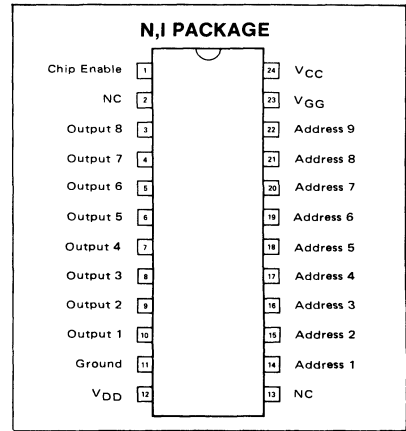 N,I PACKAGE
Chip Enable 1 24 VCC
NC 2 23 VGG
Output 8 3 22 Address 9
Output 7 4 21 Address 8
Output 6 5 20 Address 7
Output 5 6 19 Address 6
Output 4 7 18 Address 5
Output 3 8 17 Address 4
Output 2 9 16 Address 3
Output 1 10 15 Address 2
Ground 11 14 Address 1
VDD 12 13 NC